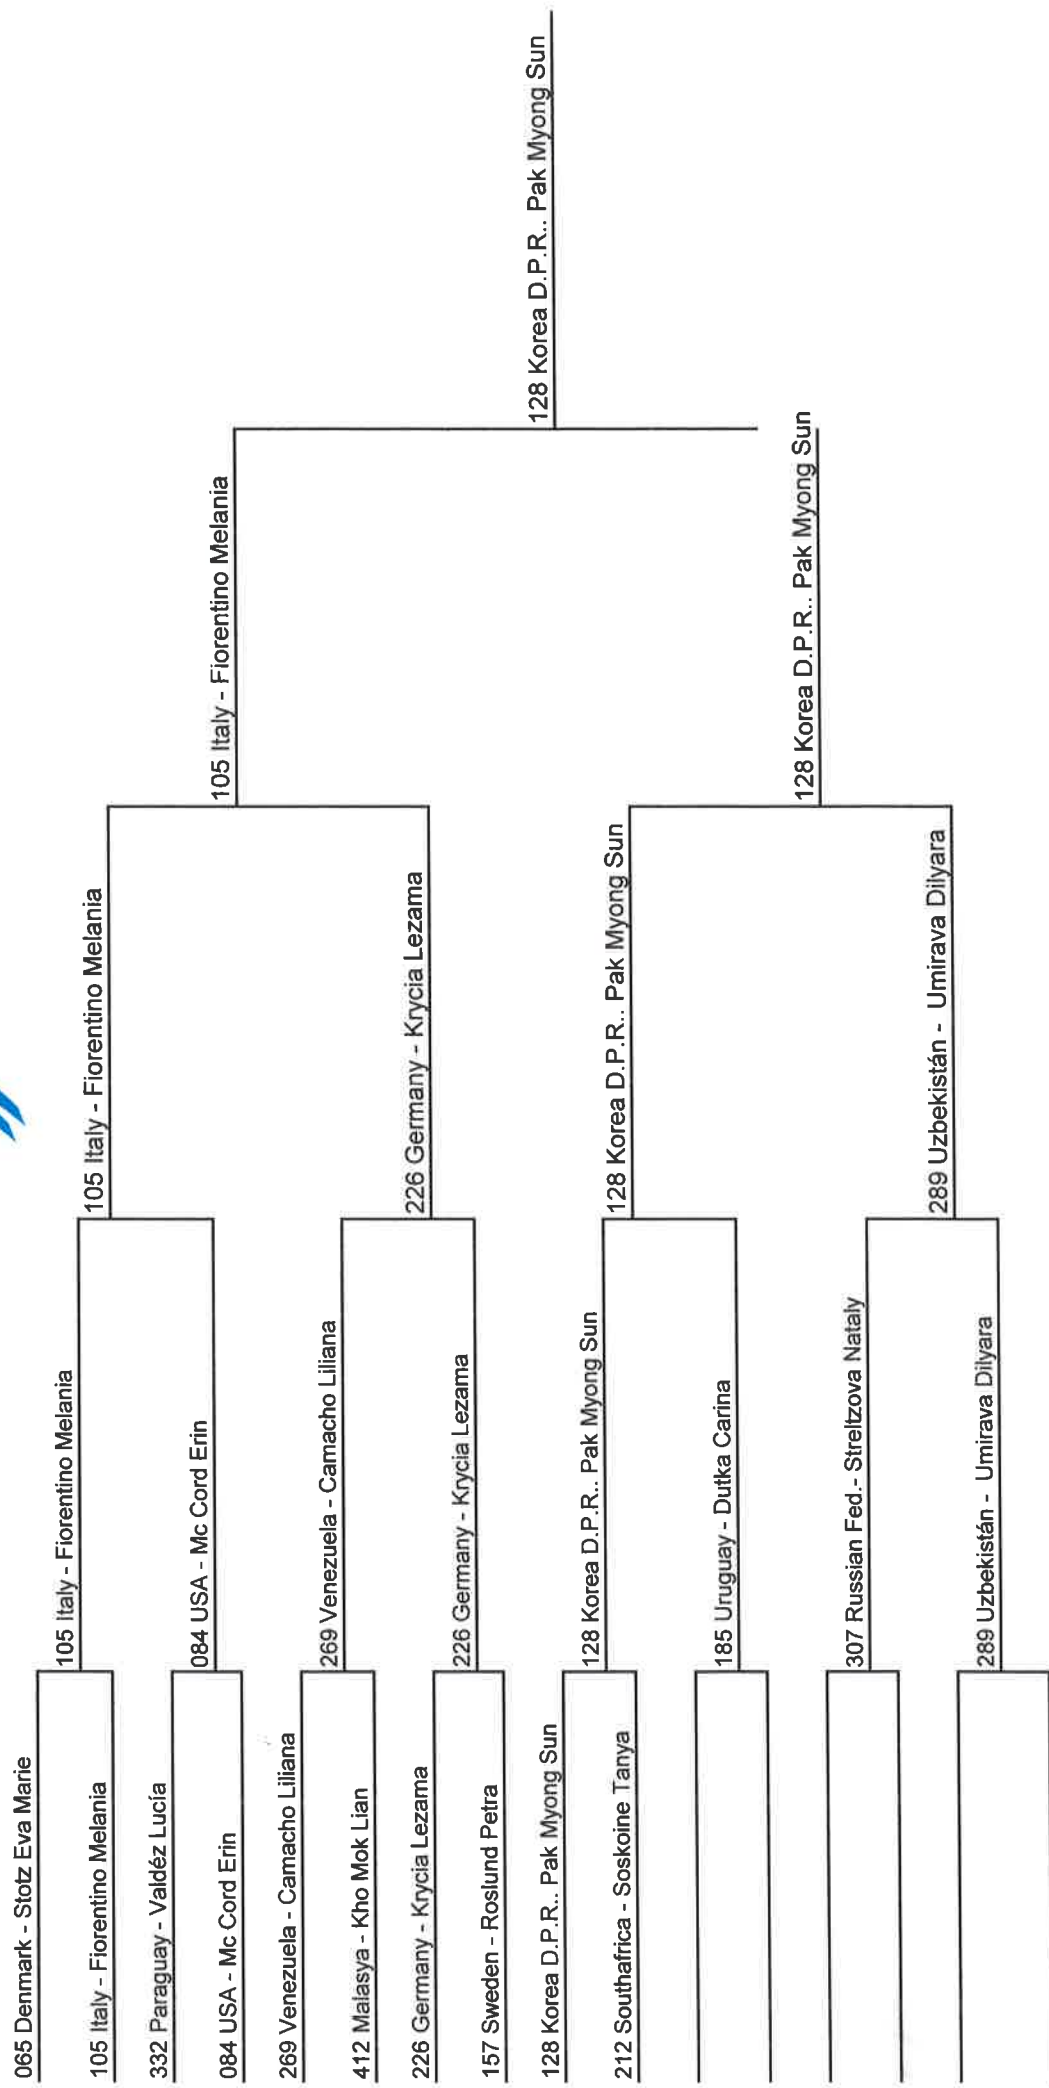 065 Denmark - Stotz Eva Marie
105 Italy - Fiorentino Melania
332 Paraguay - Valdéz Lucía
084 USA - Mc Cord Erin
269 Venezuela - Camacho Liliana
412 Malasya - Kho Mok Lian
226 Germany - Krycia Lezama
157 Sweden - Roslund Petra
128 Korea D.P.R.. Pak Myong Sun
212 Southafrica - Soskoine Tanya
105 Italy - Fiorentino Melania
084 USA - Mc Cord Erin
269 Venezuela - Camacho Liliana
226 Germany - Krycia Lezama
128 Korea D.P.R.. Pak Myong Sun
185 Uruguay - Dutka Carina
307 Russian Fed.- Streltzova Nataly
289 Uzbekistán - Umirava Dilyara
105 Italy - Fiorentino Melania
226 Germany - Krycia Lezama
128 Korea D.P.R.. Pak Myong Sun
289 Uzbekistán - Umirava Dilyara
105 Italy - Fiorentino Melania
128 Korea D.P.R.. Pak Myong Sun
128 Korea D.P.R.. Pak Myong Sun